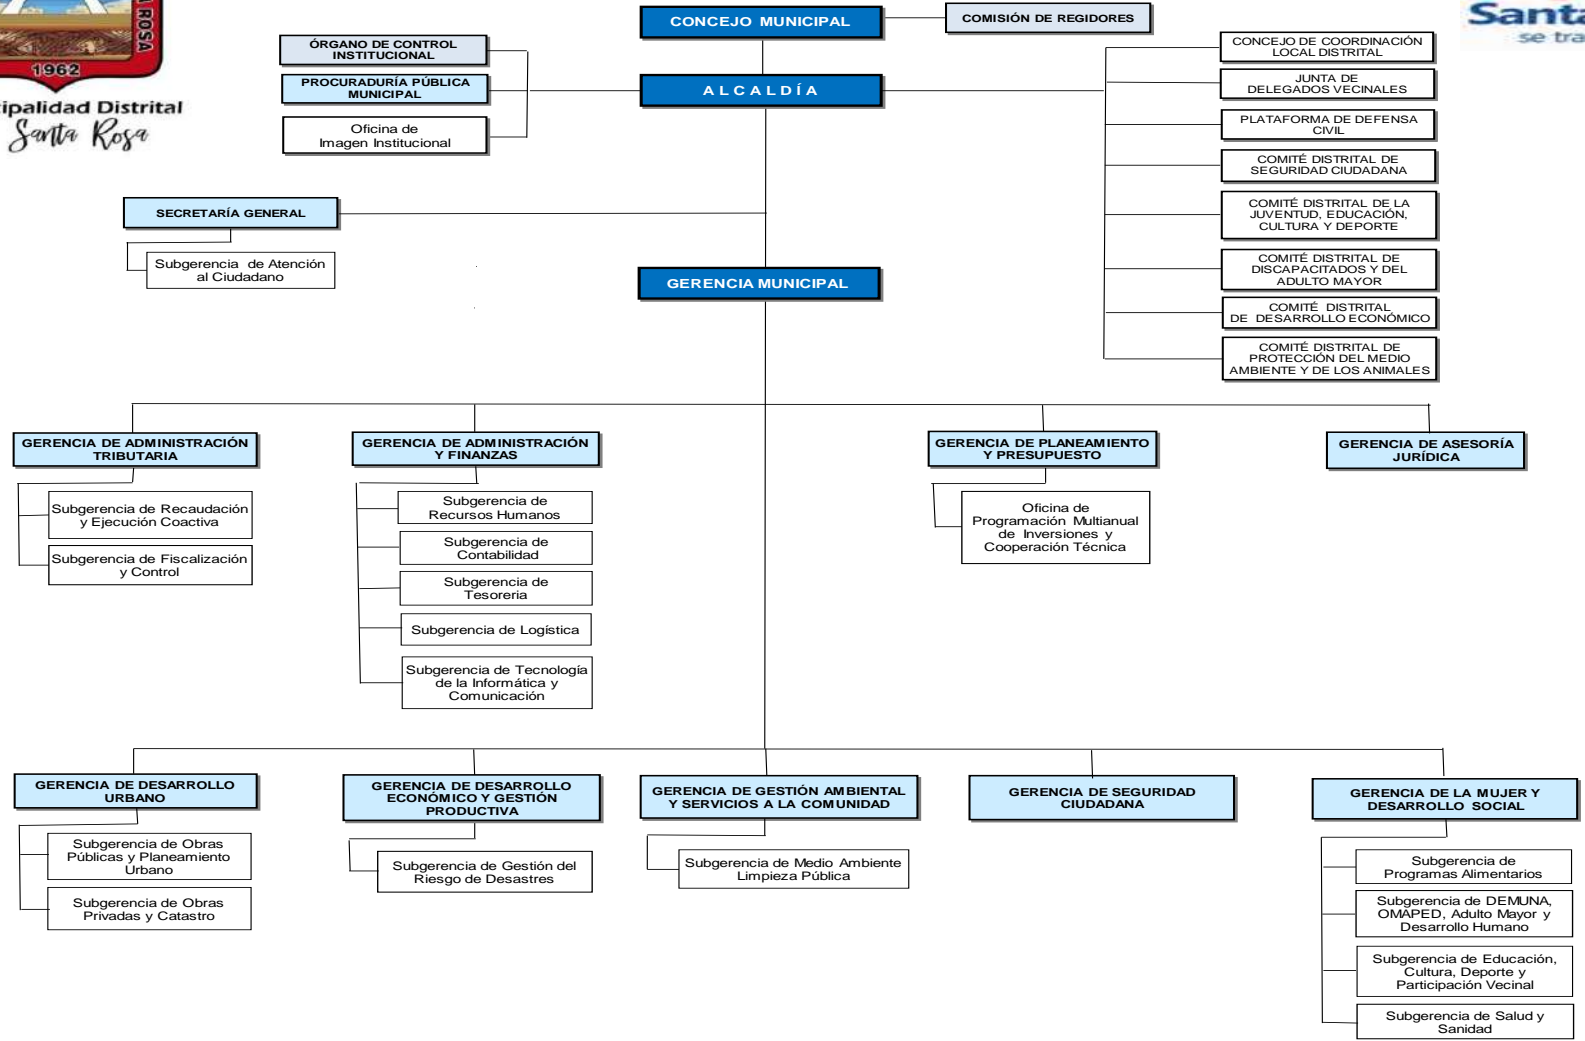 ROSA
1962
Distrital
Santa Rosa
Santa
se tra
CONCEJO MUNICIPAL
COMISIÓN DE REGIDORES
ÓRGANO DE CONTROL
INSTITUCIONAL
PROCURADURÍA PÚBLICA
MUNICIPAL
Oficina de
Imagen Institucional
ALCALDÍA
CONCEJO DE COORDINACIÓN
LOCAL DISTRITAL
JUNTA DE
DELEGADOS VECINALES
PLATAFORMA DE DEFENSA
CIVIL
COMITÉ DISTRITAL DE
SEGURIDAD CIUDADANA
COMITÉ DISTRITAL DE LA
JUVENTUD, EDUCACIÓN,
CULTURA Y DEPORTE
COMITÉ DISTRITAL DE
DISCAPACITADOS Y DEL
ADULTO MAYOR
COMITÉ DISTRITAL
DE DESARROLLO ECONÓMICO
COMITÉ DISTRITAL DE
PROTECCIÓN DEL MEDIO
AMBIENTE Y DE LOS ANIMALES
SECRETARÍA GENERAL
Subgerencia de Atención
al Ciudadano
GERENCIA MUNICIPAL
GERENCIA DE ADMINISTRACIÓN
TRIBUTARIA
Subgerencia de Recaudación
y Ejecución Coactiva
Subgerencia de Fiscalización
y Control
GERENCIA DE ADMINISTRACIÓN
Y FINANZAS
Subgerencia de
Recursos Humanos
Subgerencia de
Contabilidad
Subgerencia de
Tesoreria
Subgerencia de Logística
Subgerencia de Tecnología
de la Informática y
Comunicación
GERENCIA DE PLANEAMIENTO
Y PRESUPUESTO
Oficina de
Programación Multianual
de Inversiones y
Cooperación Técnica
GERENCIA DE ASESORÍA
JURÍDICA
GERENCIA DE DESARROLLO
URBANO
Subgerencia de Obras
Públicas y Planeamiento
Urbano
Subgerencia de Obras
Privadas y Catastro
GERENCIA DE DESARROLLO
ECONÓMICO Y GESTIÓN
PRODUCTIVA
Subgerencia de Gestión del
Riesgo de Desastres
GERENCIA DE GESTIÓN AMBIENTAL
Y SERVICIOS A LA COMUNIDAD
Subgerencia de Medio Ambiente
Limpieza Pública
GERENCIA DE SEGURIDAD
CIUDADANA
GERENCIA DE LA MUJER Y
DESARROLLO SOCIAL
Subgerencia de
Programas Alimentarios
Subgerencia de DEMUNA,
OMAPED, Adulto Mayor y
Desarrollo Humano
Subgerencia de Educación,
Cultura, Deporte y
Participación Vecinal
Subgerencia de Salud y
Sanidad